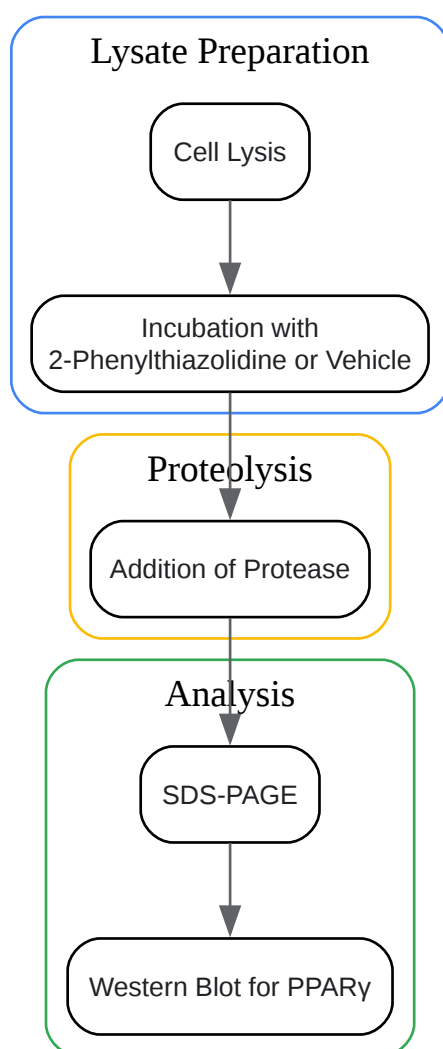 Lysate Preparation
Cell Lysis
Incubation with
2-Phenylthiazolidine or Vehicle
Proteolysis
Addition of Protease
Analysis
SDS-PAGE
Western Blot for PPARγ